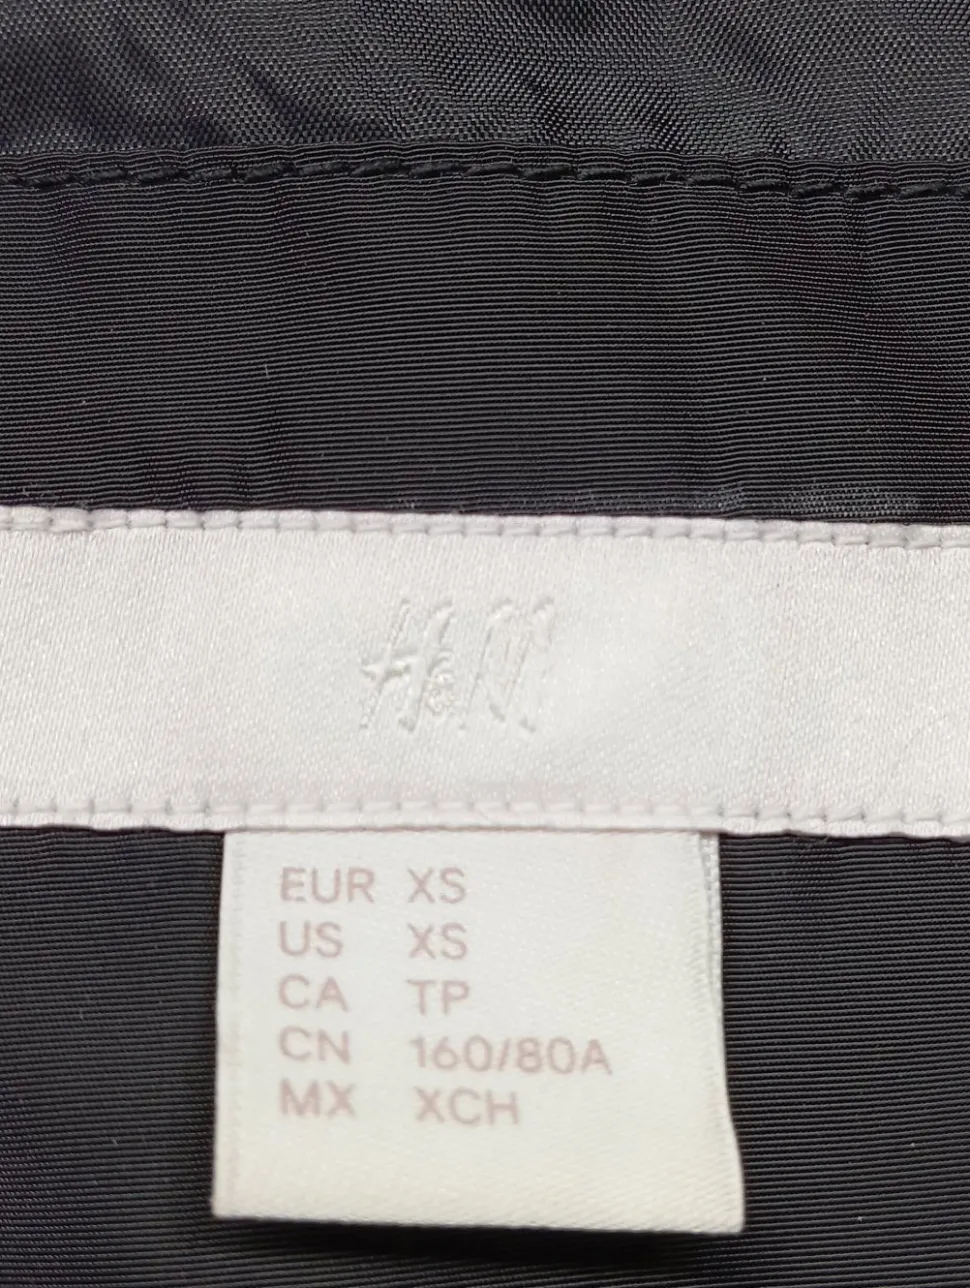 H&M
EUR XS
US XS
CA TP
CN 160/80A
MX XCH